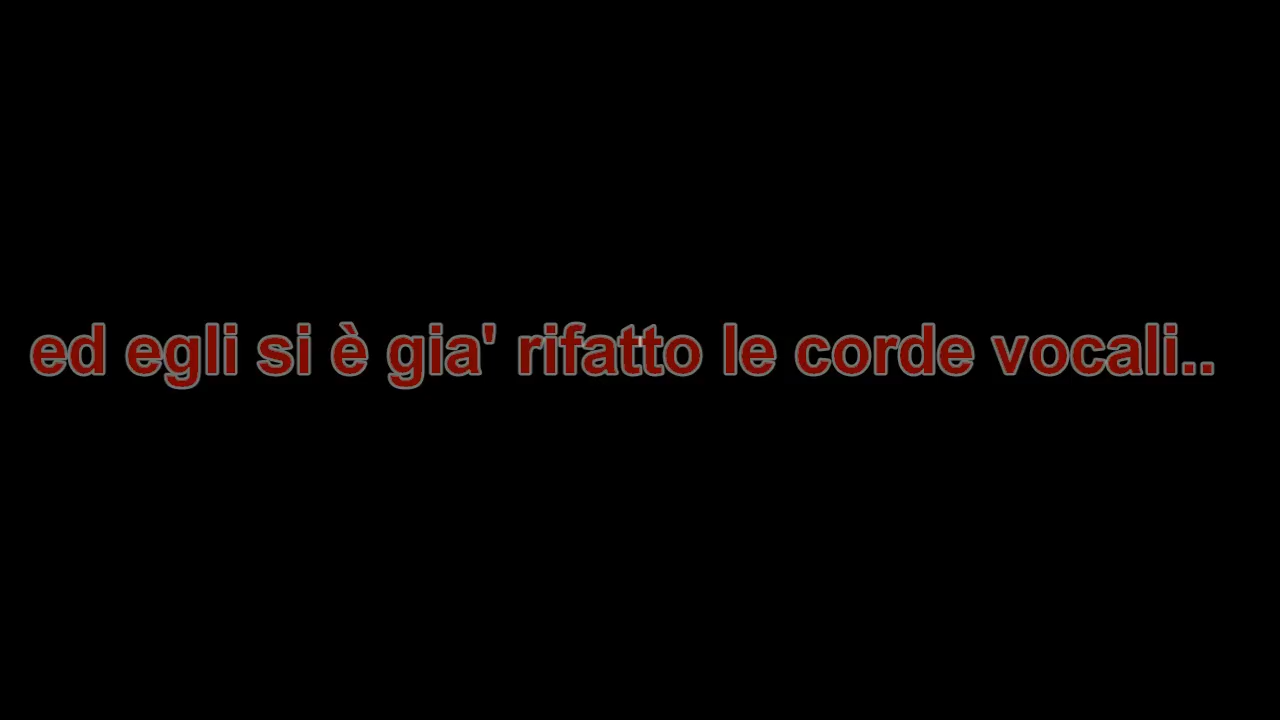 ed egli si è gia' rifatto le corde vocali..